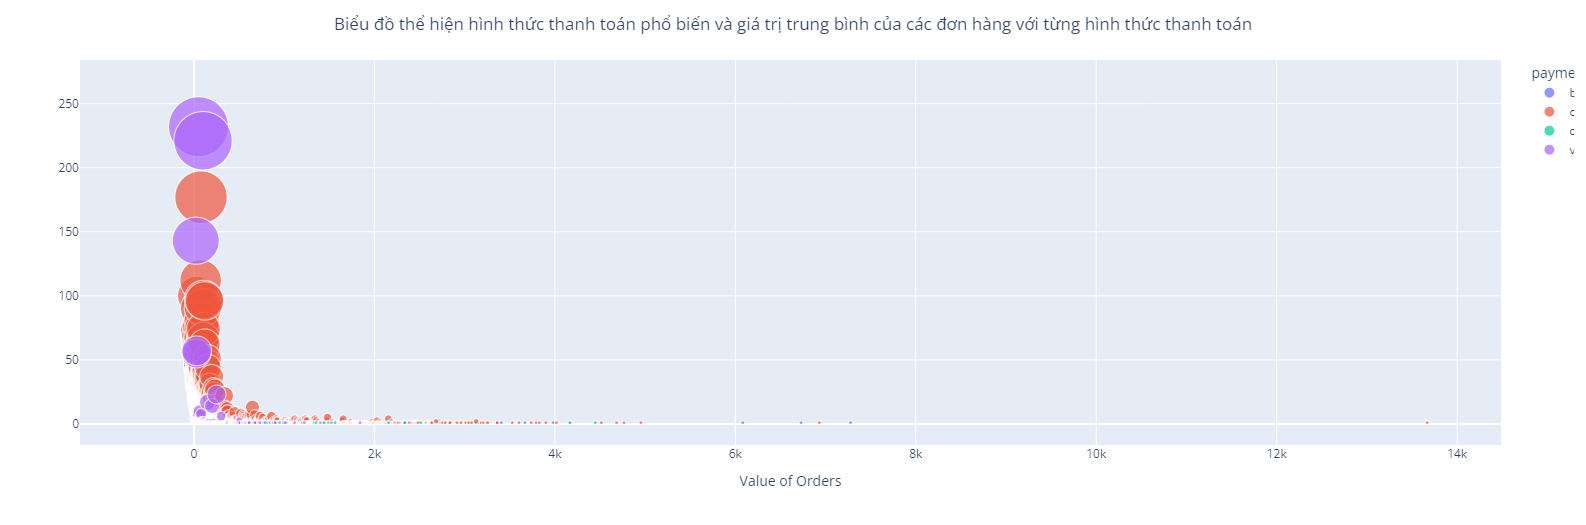 Biểu đồ thể hiện hình thức thanh toán phổ biến và giá trị trung bình của các đơn hàng với từng hình thức thanh toán
payme
b
c
d
v
250
200
150
100
50
0
0 2k 4k 6k 8k 10k 12k 14k
Value of Orders